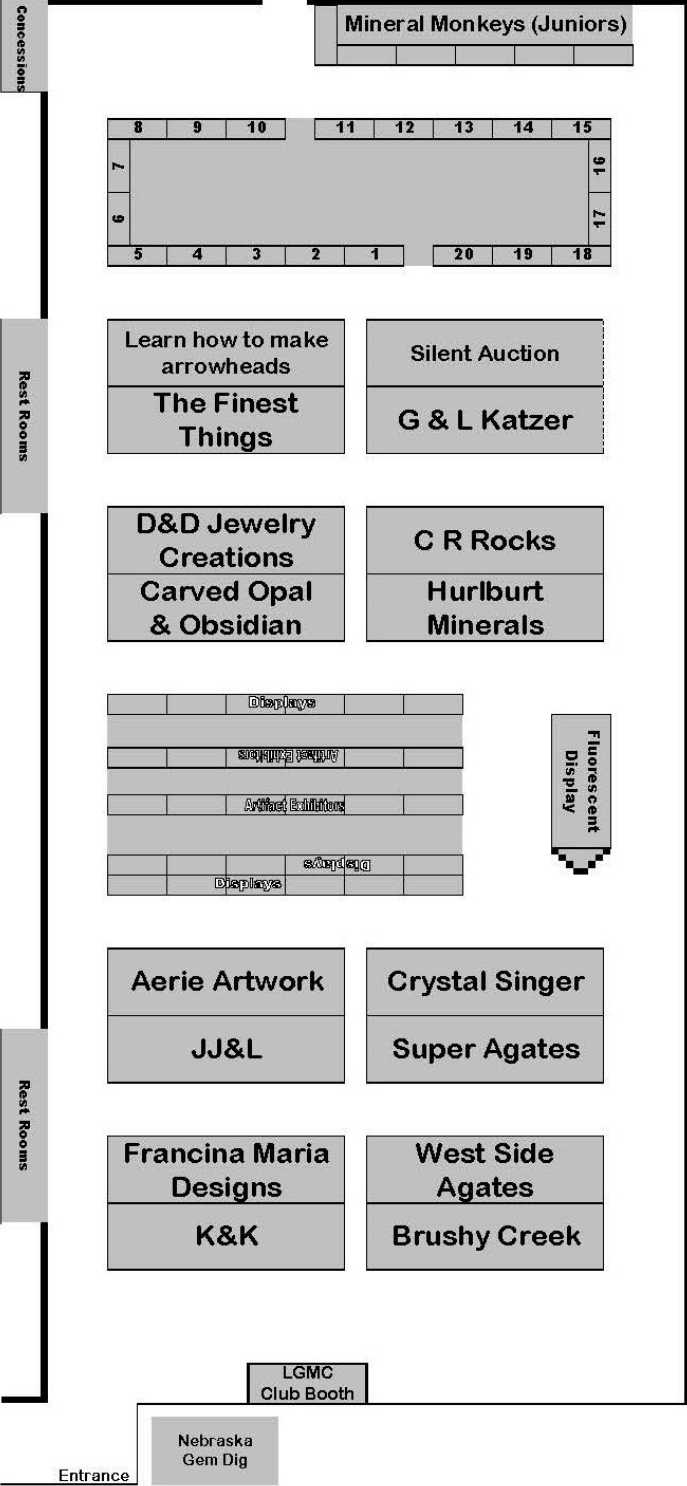 Concessions
Mineral Monkeys (Juniors)
8 9 10 11 12 13 14 15
7 16
6 17
5 4 3 2 1 20 19 18
Rest Rooms
Learn how to make
arrowheads
The Finest
Things
Silent Auction
G & L Katzer
D&D Jewelry
Creations
Carved Opal
& Obsidian
C R Rocks
Hurlburt
Minerals
Displays
Artifact Exhibitors
Artifact Exhibitors
Displays
Displays
Fluorescent
Display
Aerie Artwork
JJ&L
Crystal Singer
Super Agates
Rest Rooms
Francina Maria
Designs
K&K
West Side
Agates
Brushy Creek
LGMC
Club Booth
Nebraska
Gem Dig
Entrance